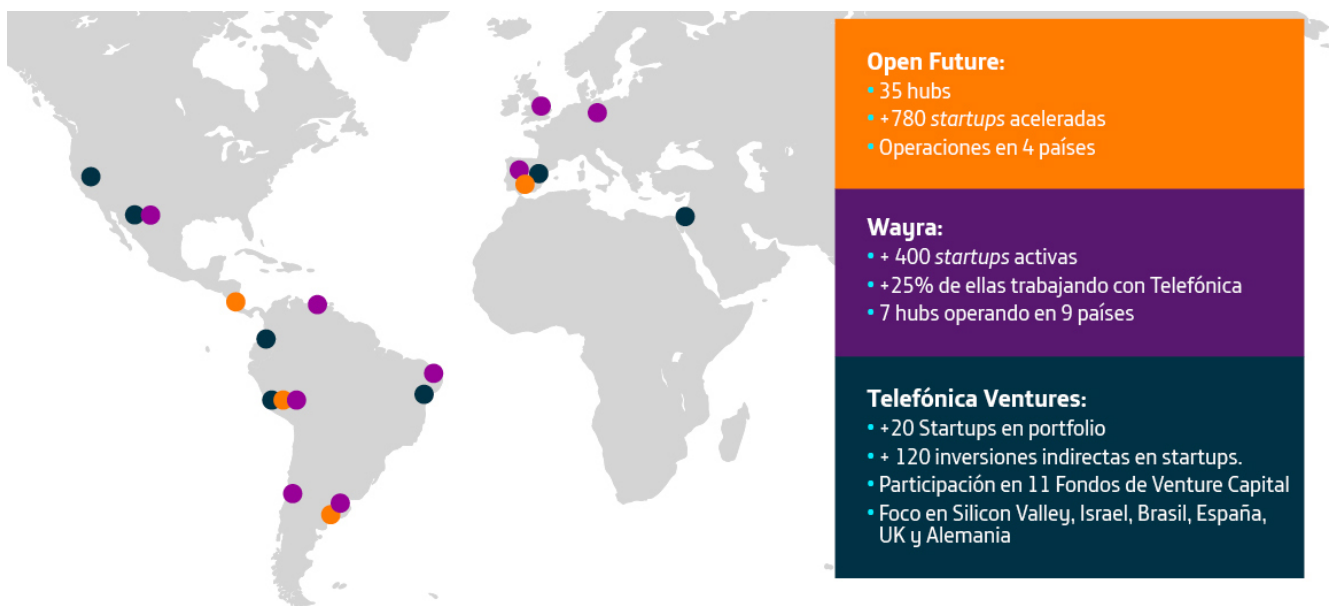 Open Future:
• 35 hubs
• +780 startups aceleradas
• Operaciones en 4 países
Wayra:
• + 400 startups activas
• +25% de ellas trabajando con Telefónica
• 7 hubs operando en 9 países
Telefónica Ventures:
• +20 Startups en portfolio
• + 120 inversiones indirectas en startups.
• Participación en 11 Fondos de Venture Capital
• Foco en Silicon Valley, Israel, Brasil, España,
UK y Alemania